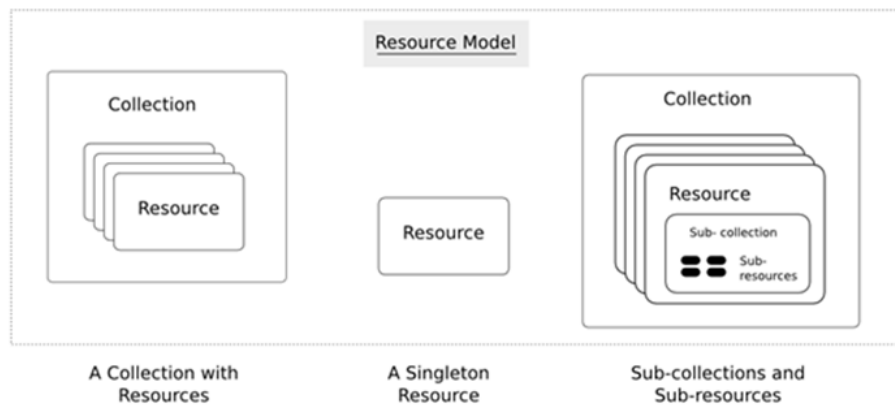 Resource Model
Collection
Resource
A Collection with
Resources
Resource
A Singleton
Resource
Collection
Resource
Sub- collection
Sub-
resources
Sub-collections and
Sub-resources